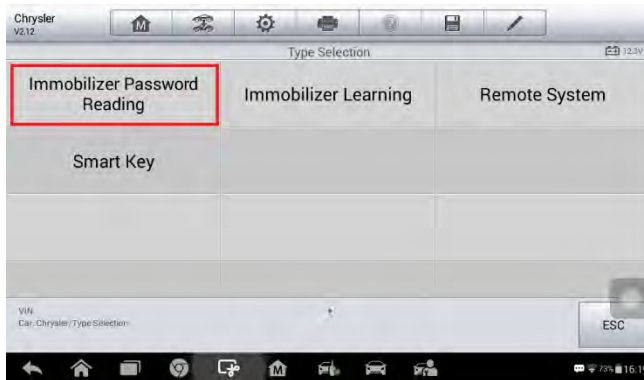 Chrysler
V2.12
Type Selection
12.3V
Immobilizer Password
Reading
Immobilizer Learning
Remote System
Smart Key
VIN
Car: Chrysler/Type Selection
ESC
73%